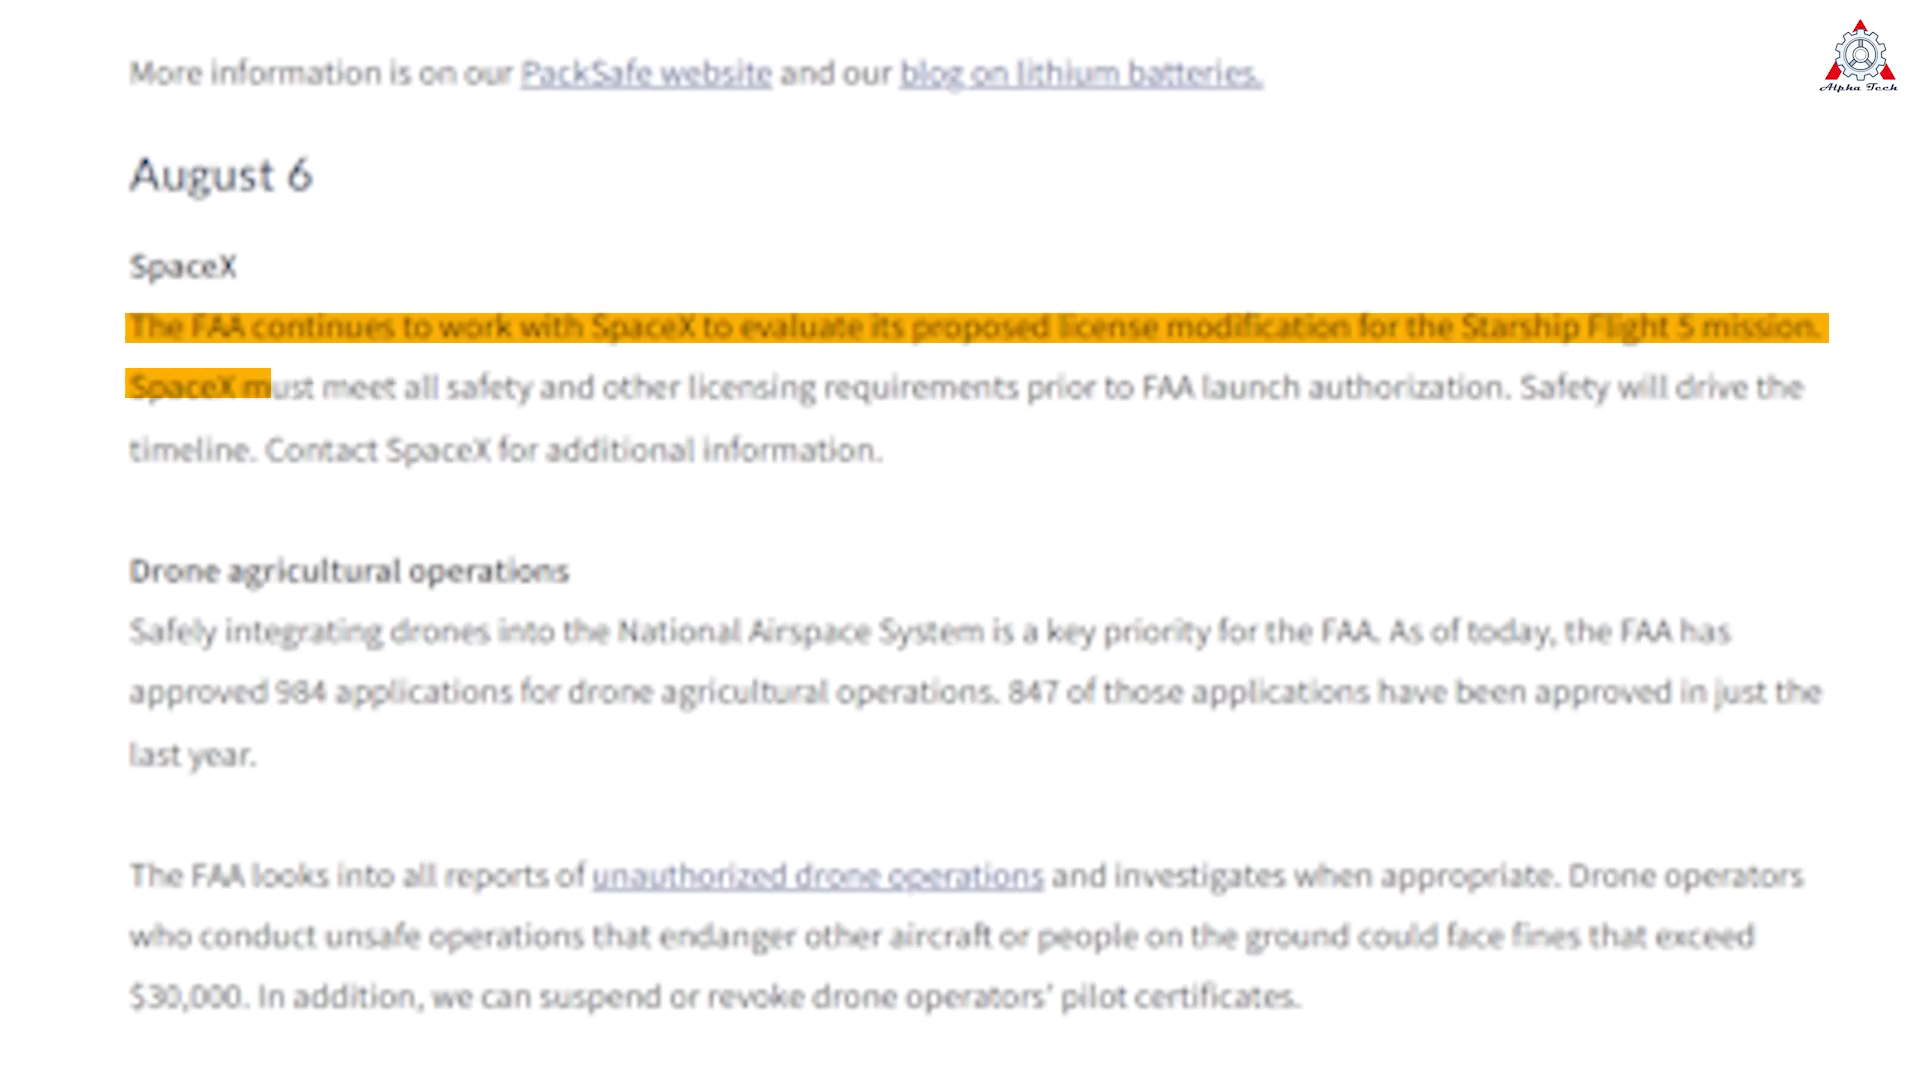 More information is on our PackSafe website and our blog on lithium batteries.
Alpha Tech
August 6
SpaceX
The FAA continues to work with SpaceX to evaluate its proposed license modification for the Starship Flight 5 mission.
SpaceX must meet all safety and other licensing requirements prior to FAA launch authorization. Safety will drive the
timeline. Contact SpaceX for additional information.
Drone agricultural operations
Safely integrating drones into the National Airspace System is a key priority for the FAA. As of today, the FAA has
approved 984 applications for drone agricultural operations. 847 of those applications have been approved in just the
last year.
The FAA looks into all reports of unauthorized drone operations and investigates when appropriate. Drone operators
who conduct unsafe operations that endanger other aircraft or people on the ground could face fines that exceed
$30,000. In addition, we can suspend or revoke drone operators’ pilot certificates.